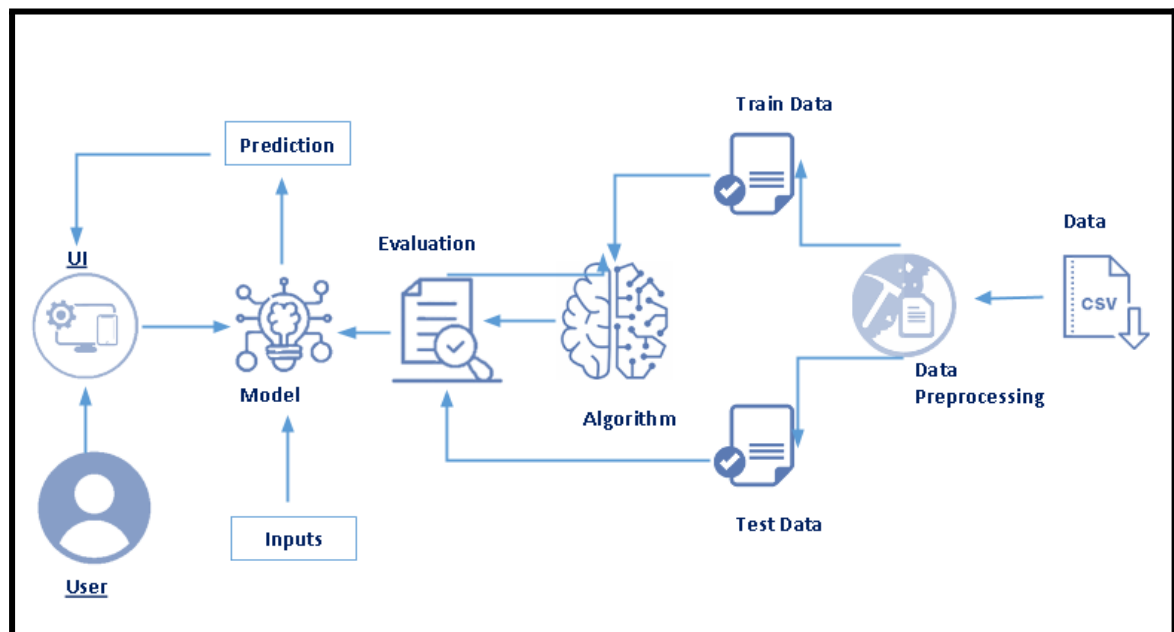 Train Data
Prediction
Data
Evaluation
UI
CSV
Data
Preprocessing
Model
Algorithm
Test Data
Inputs
User